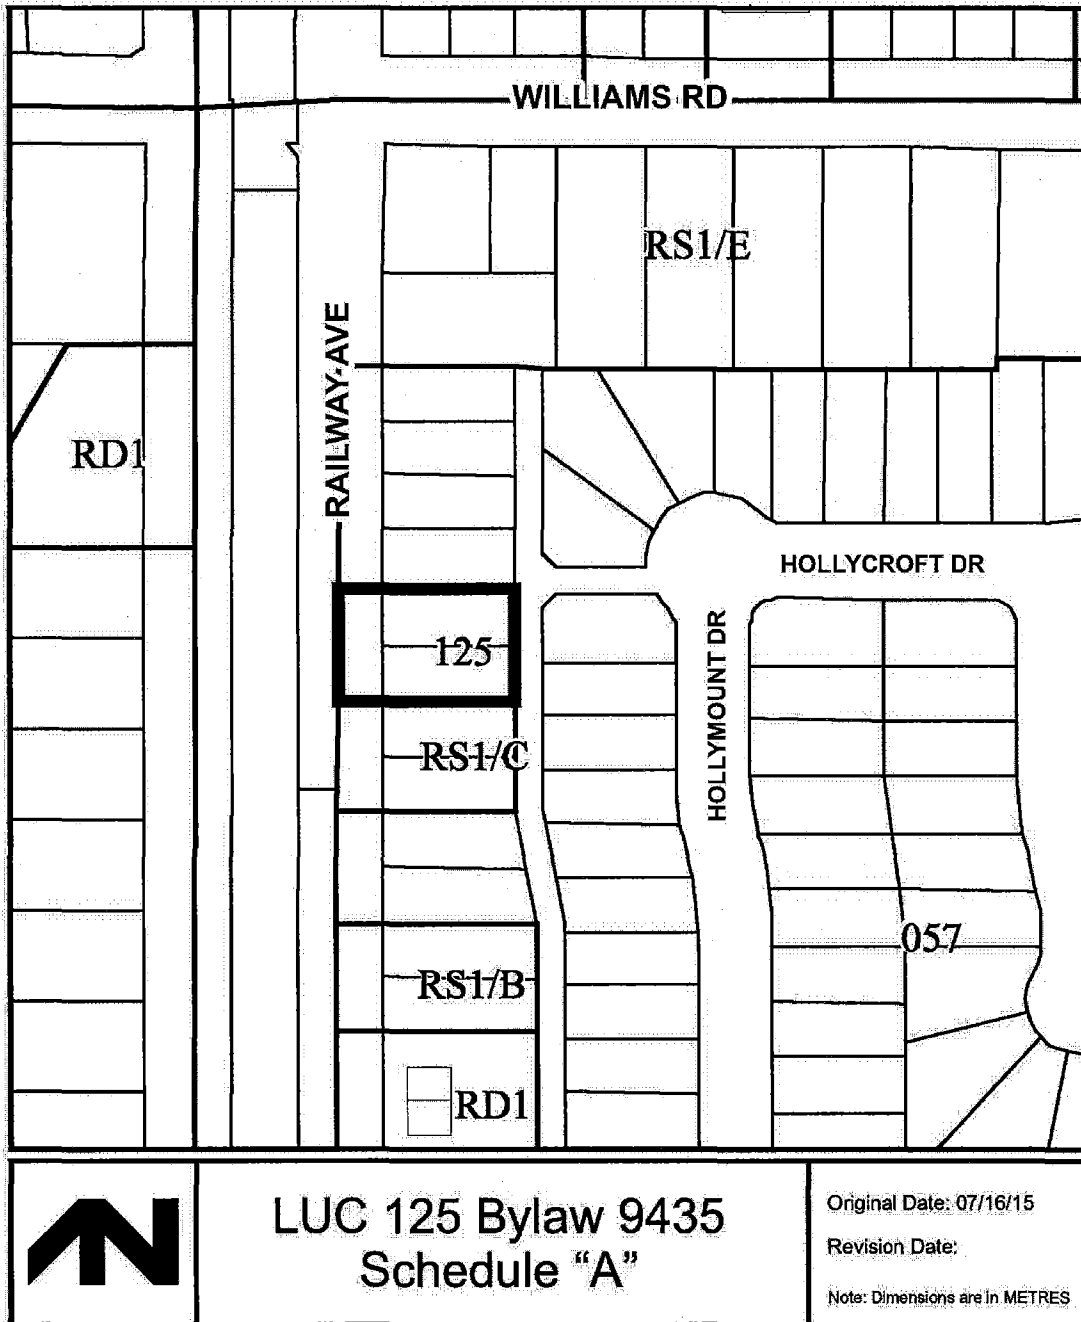 WILLIAMS RD
RS1/E
RAILWAY AVE
RD1
HOLLYCROFT DR
125
HOLLYMOUNT DR
RS1/C
057
RS1/B
RD1
LUC 125 Bylaw 9435
Schedule “A”
Original Date: 07/16/15
Revision Date:
Note: Dimensions are in METRES